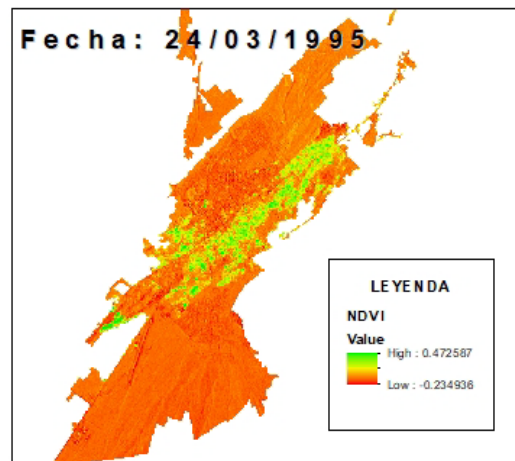 Fecha: 24/03/1995
LEYENDA
NDVI
Value
High : 0.472587
Low : -0.234936